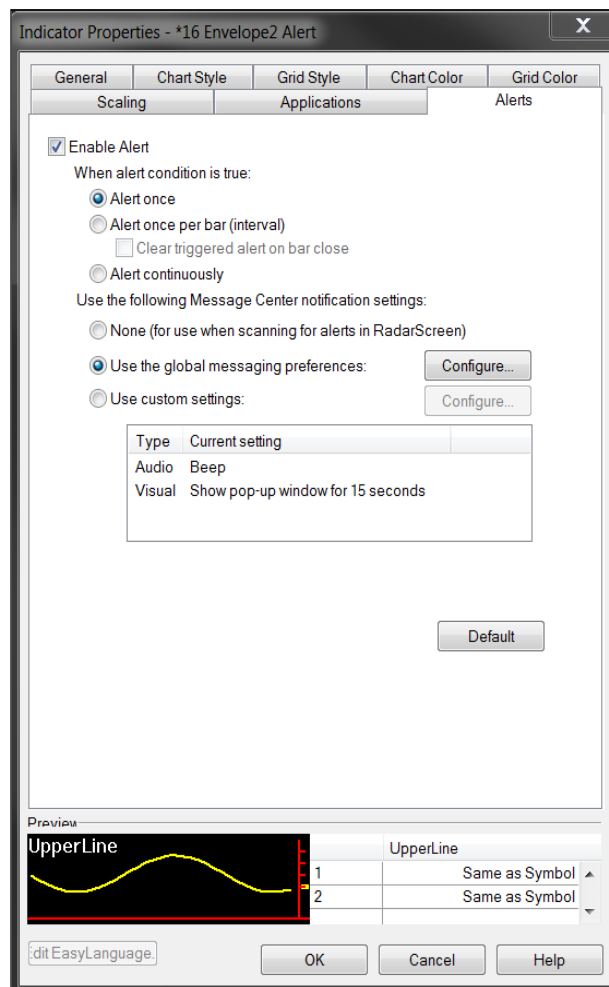 Indicator Properties - *16 Envelope2 Alert
X
General Chart Style Grid Style Chart Color Grid Color
Scaling Applications Alerts
Enable Alert
When alert condition is true:
Alert once
Alert once per bar (interval)
Clear triggered alert on bar close
Alert continuously
Use the following Message Center notification settings:
None (for use when scanning for alerts in RadarScreen)
Use the global messaging preferences: Configure...
Use custom settings: Configure...
Type Current setting
Audio Beep
Visual Show pop-up window for 15 seconds
Default
Preview
UpperLine UpperLine
1 Same as Symbol
2 Same as Symbol
dit EasyLanguage. OK Cancel Help